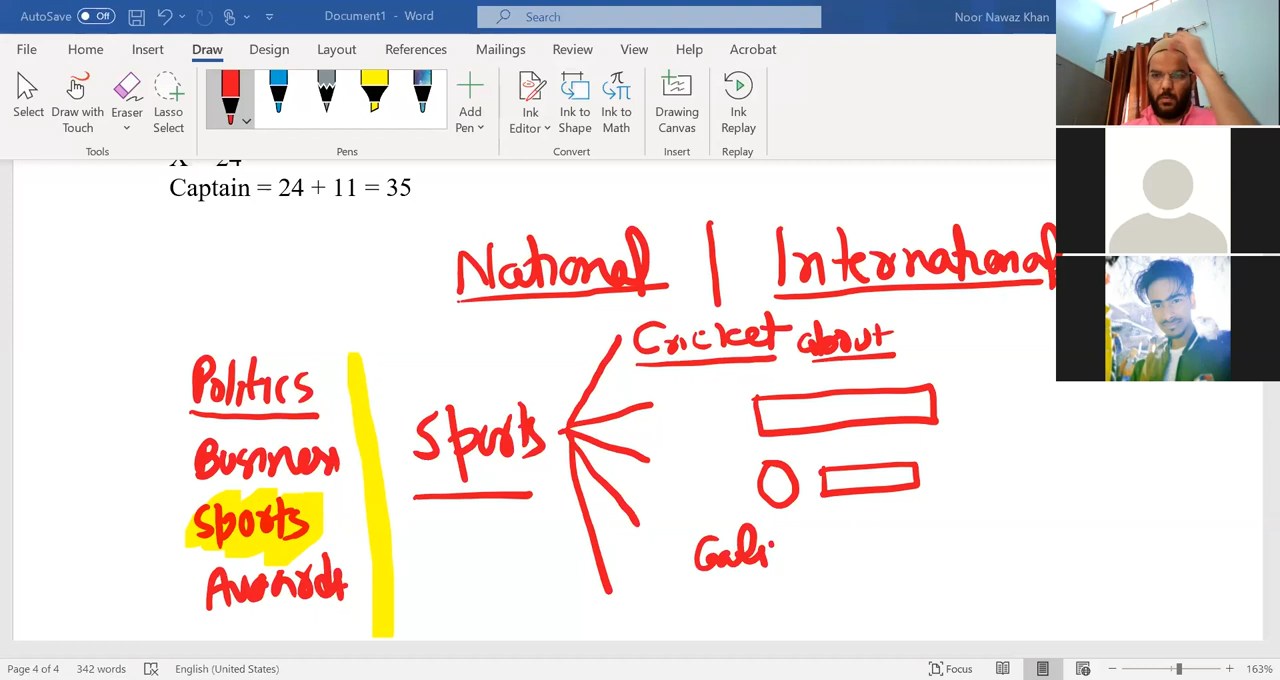 AutoSave Off Document1 - Word Search Noor Nawaz Khan
File Home Insert Draw Design Layout References Mailings Review View Help Acrobat
Select Draw with Touch Eraser Lasso Select Add Pen Ink Editor Ink to Shape Ink to Math Drawing Canvas Ink Replay
Tools Pens Convert Insert Replay
X = 24
Captain = 24 + 11 = 35
National | International
Cricket about
Politics
Business
Sports
Sports
Awards
Page 4 of 4 342 words English (United States) Focus 163%